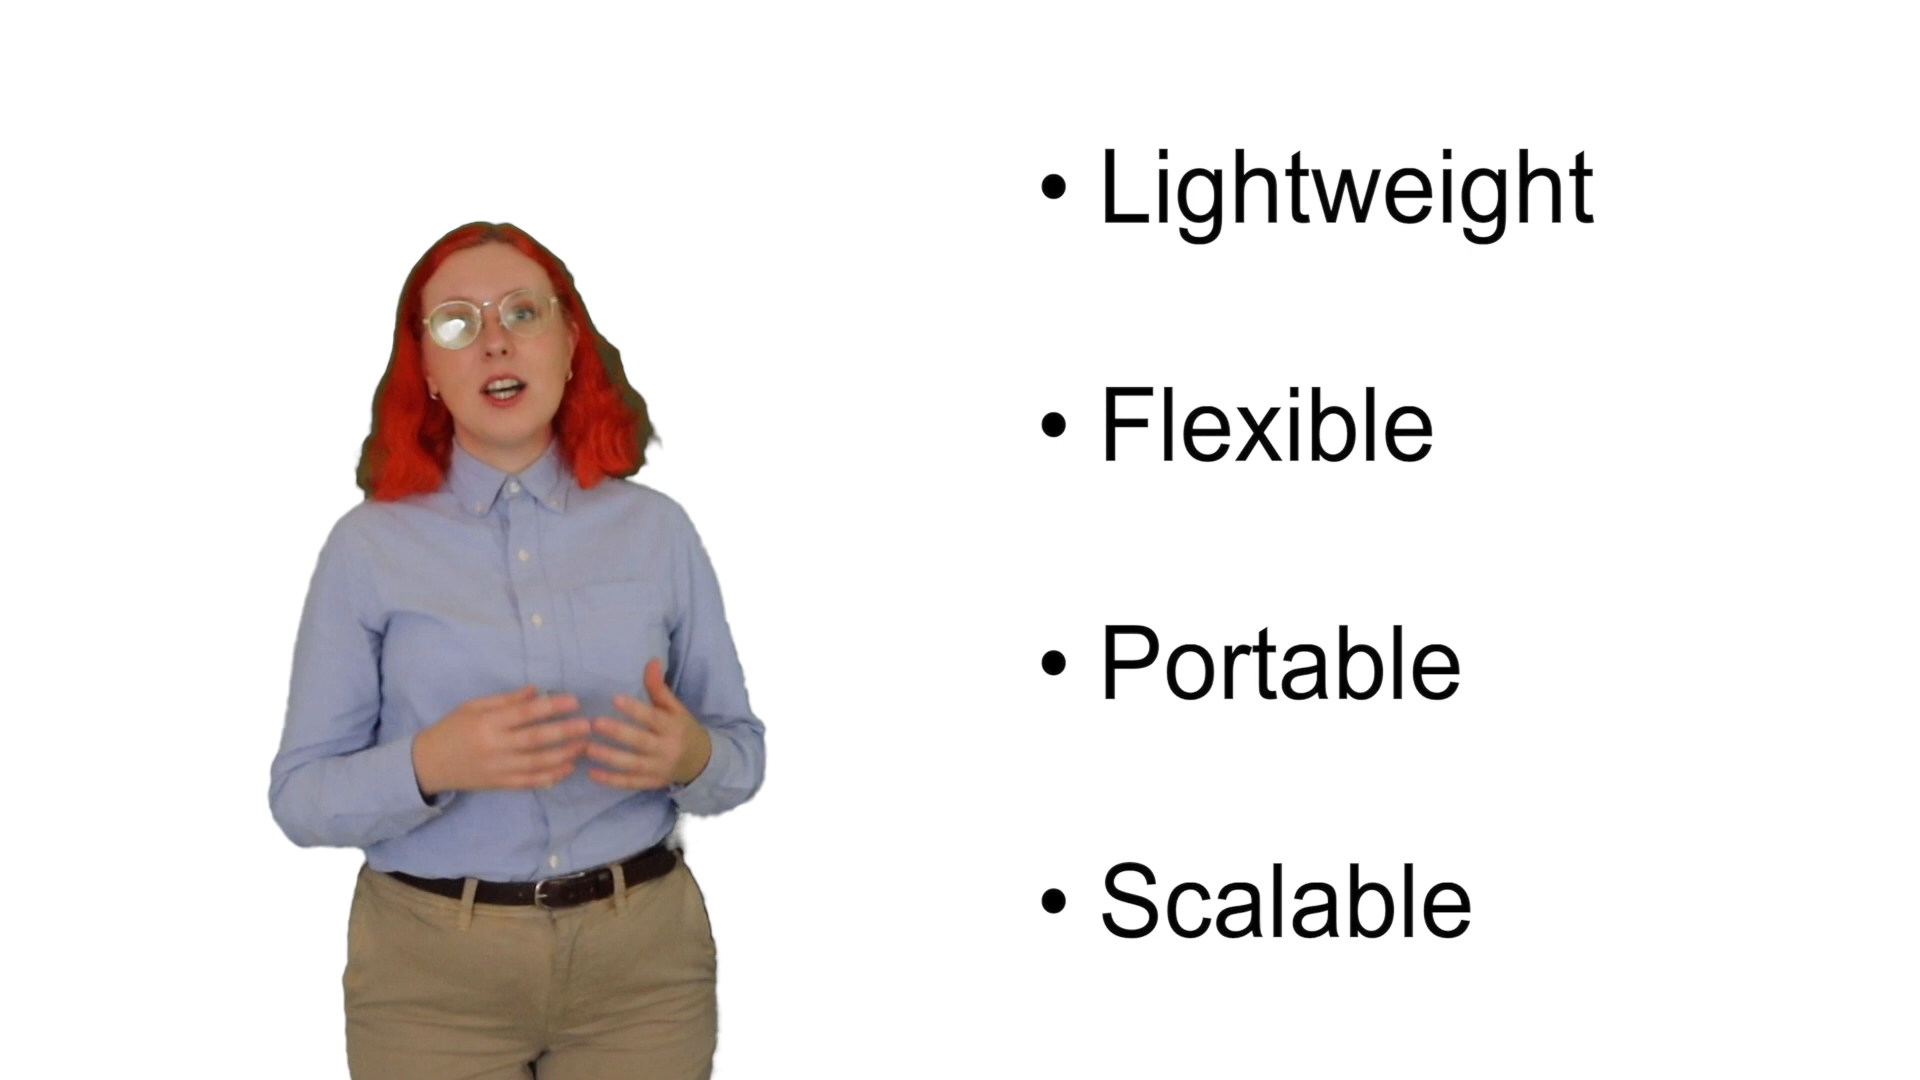 • Lightweight
• Flexible
• Portable
• Scalable